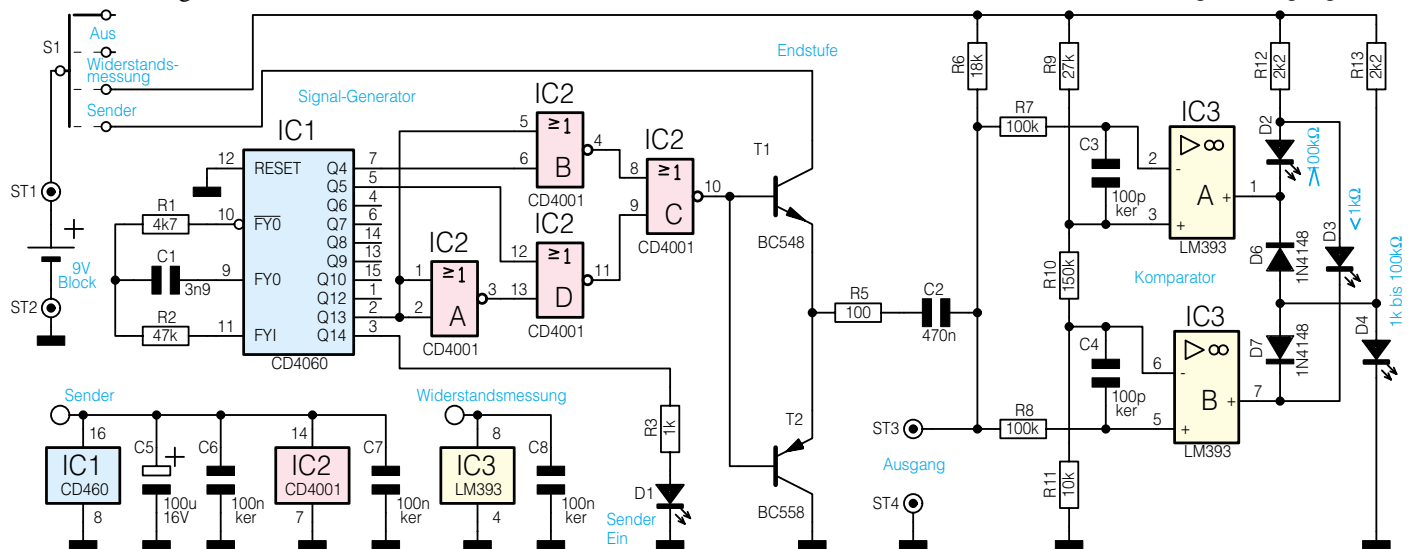 Aus
S1
Widerstands-
messung
Sender
ST1
+
9V
Block
ST2
Signal-Generator
IC1
12 RESET
10 FY0
9 FY0
11 FYI
Q4 7
Q5 5
Q6 4
Q7 6
Q8 14
Q9 13
Q10 15
Q12 1
Q13 2
Q14 3
CD4060
R1
4k7
C1
3n9
R2
47k
IC2
5
6
≥1
B
4
CD4001
IC2
1
2
≥1
A
3
CD4001
12
13
≥1
D
11
CD4001
IC2
8
9
≥1
C
10
CD4001
Endstufe
T1
BC548
T2
BC558
R5
100
C2
470n
R3
1k
D1
Sender
Ein
Ausgang
ST3
ST4
R6
18k
R9
27k
R7
100k
C3
100p
ker
R10
150k
C4
100p
ker
R8
100k
R11
10k
IC3
2
3
-
+
▷∞
A +
1
LM393
Komparator
IC3
6
5
-
+
▷∞
B +
7
LM393
R12
2k2
R13
2k2
D2
>100kΩ
D3
<1kΩ
D6
1N4148
D7
1N4148
D4
1k bis 100kΩ
Sender
16
IC1
CD460
8
C5
+
100u
16V
C6
100n
ker
14
IC2
CD4001
7
C7
100n
ker
Widerstandsmessung
8
IC3
LM393
4
C8
100n
ker